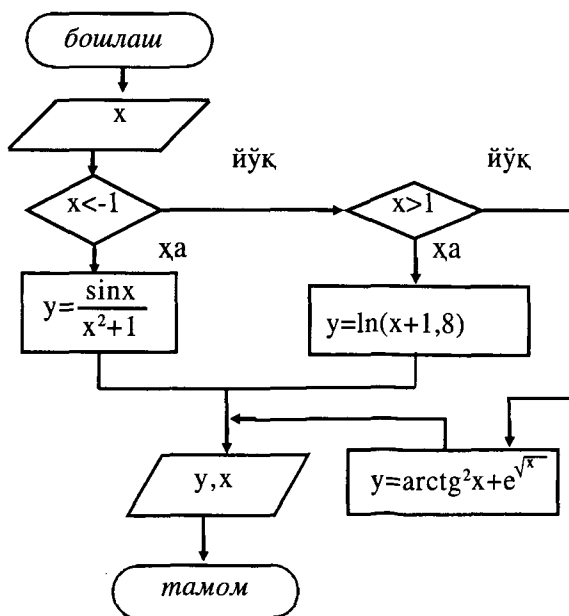 бошлаш
x
йўқ
йўқ
x<-1
x>1
ҳа
ҳа
y=sinx/x²+1
y=ln(x+1,8)
y,x
y=arctg²x+e^√x
тамом